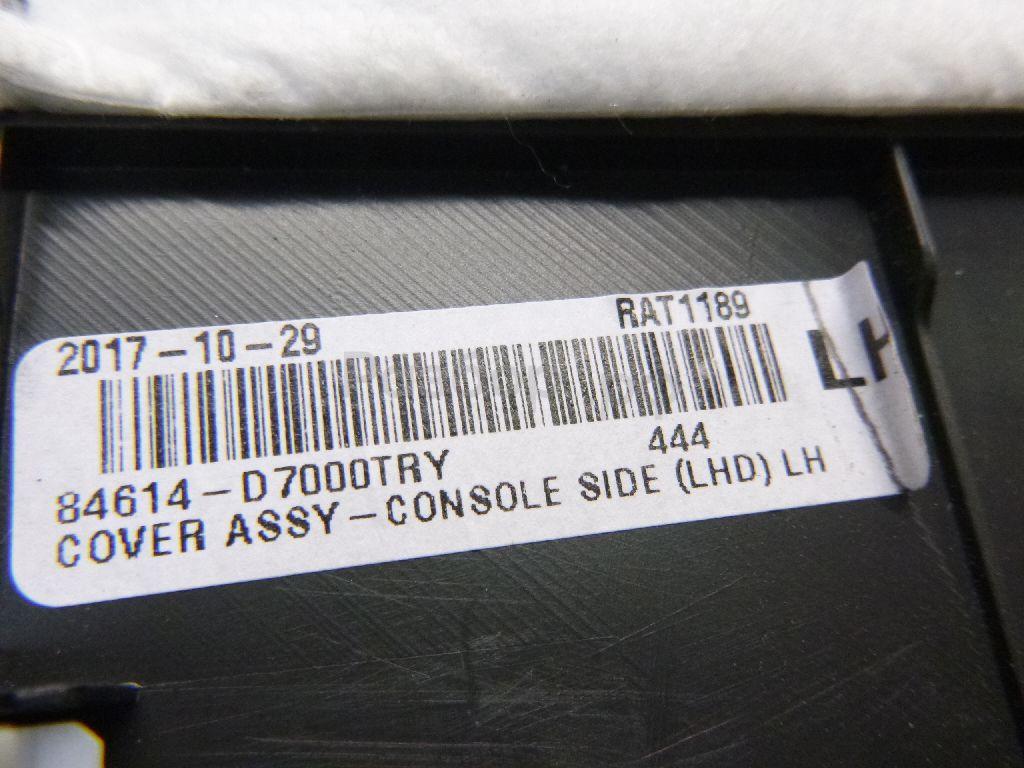 2017-10-29 RAT1189
LH
84614-D7000TRY 444
COVER ASSY-CONSOLE SIDE (LHD) LH